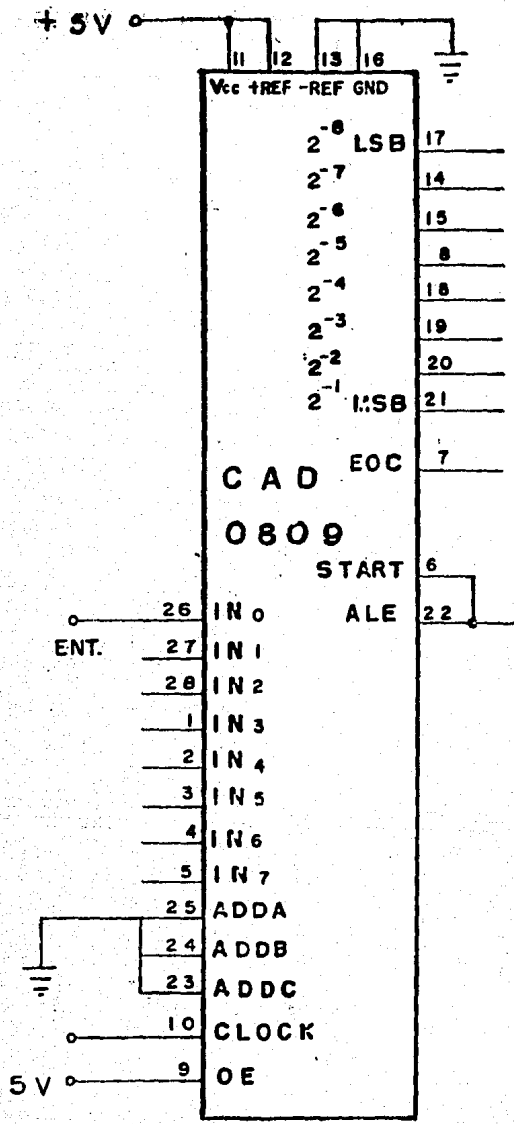 + 5V
11 12 13 16
Vcc +REF -REF GND
2^-8 LSB 17
2^-7 14
2^-6 15
2^-5 8
2^-4 18
2^-3 19
2^-2 20
2^-1 MSB 21
EOC 7
CAD
0809
START 6
26 IN0 ALE 22
ENT.
27 IN1
28 IN2
1 IN3
2 IN4
3 IN5
4 IN6
5 IN7
25 ADDA
24 ADDB
23 ADDC
10 CLOCK
5V 9 OE